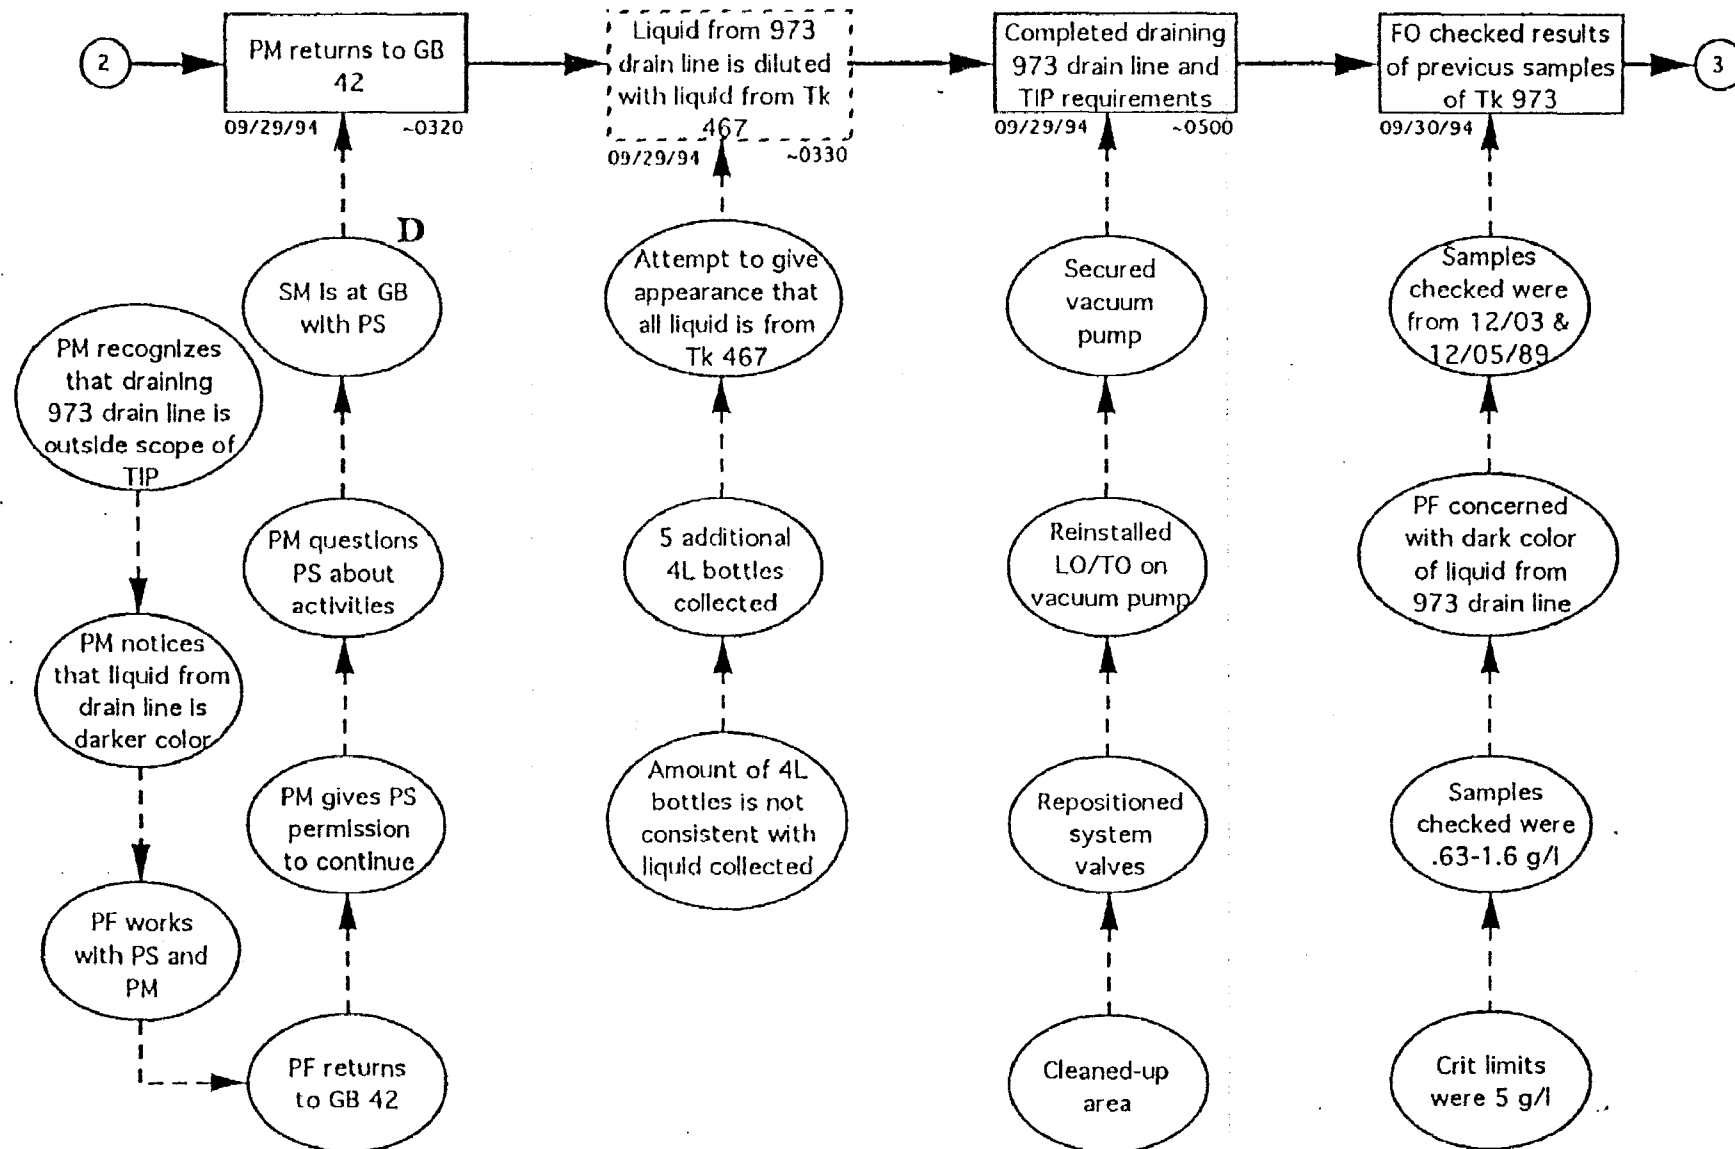 2
PM returns to GB
42
09/29/94 ~0320
Liquid from 973
drain line is diluted
with liquid from Tk
467
09/29/94 ~0330
Completed draining
973 drain line and
TIP requirements
09/29/94 ~0500
FO checked results
of previcus samples
of Tk 973
09/30/94
3
D
SM is at GB
with PS
PM recognizes
that draining
973 drain line is
outside scope of
TIP
PM questions
PS about
activities
PM notices
that liquid from
drain line is
darker color
PM gives PS
permission
to continue
PF works
with PS and
PM
PF returns
to GB 42
Attempt to give
appearance that
all liquid is from
Tk 467
5 additional
4L bottles
collected
Amount of 4L
bottles is not
consistent with
liquid collected
Secured
vacuum
pump
Reinstalled
LO/TO on
vacuum pump
Repositioned
system
valves
Cleaned-up
area
Samples
checked were
from 12/03 &
12/05/89
PF concerned
with dark color
of liquid from
973 drain line
Samples
checked were
.63-1.6 g/l
Crit limits
were 5 g/l